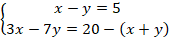 x − y = 5
3x − 7y = 20 − (x + y)